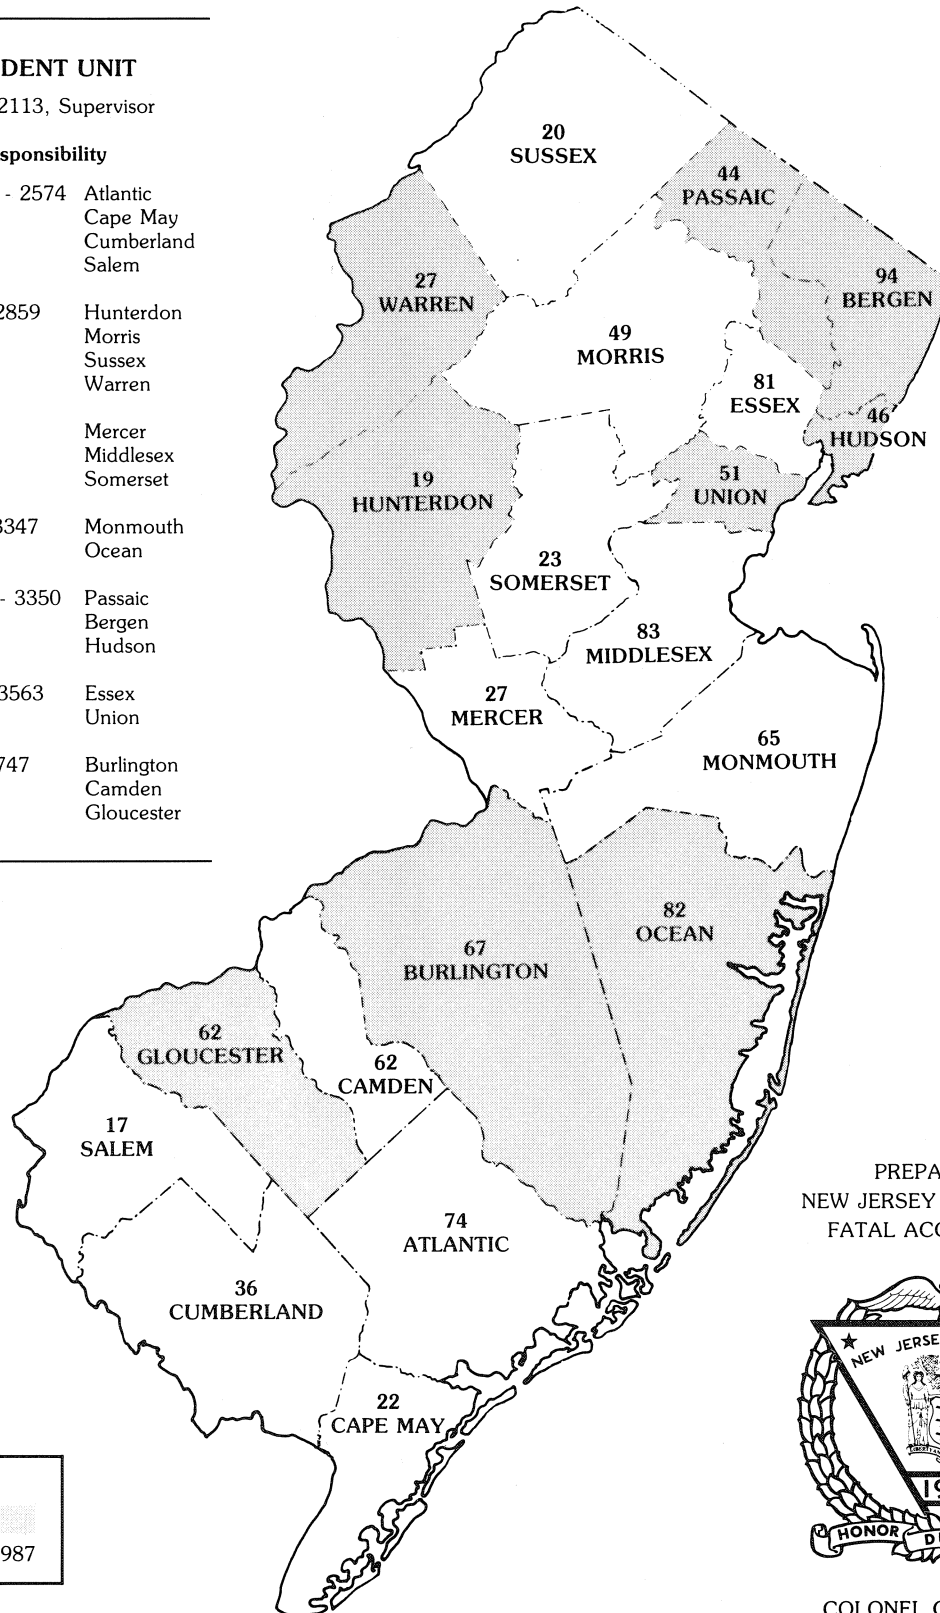 DENT UNIT
2113, Supervisor
sponsibility
- 2574 Atlantic
Cape May
Cumberland
Salem
2859 Hunterdon
Morris
Sussex
Warren
Mercer
Middlesex
Somerset
3347 Monmouth
Ocean
- 3350 Passaic
Bergen
Hudson
3563 Essex
Union
747 Burlington
Camden
Gloucester
20
SUSSEX
44
PASSAIC
27
WARREN
94
BERGEN
49
MORRIS
81
ESSEX
46
HUDSON
19
HUNTERDON
51
UNION
23
SOMERSET
83
MIDDLESEX
27
MERCER
65
MONMOUTH
82
OCEAN
67
BURLINGTON
62
GLOUCESTER
62
CAMDEN
17
SALEM
74
ATLANTIC
36
CUMBERLAND
22
CAPE MAY
987
PREPA
NEW JERSEY
FATAL ACC
NEW JERSE
19
HONOR D
COLONEL C